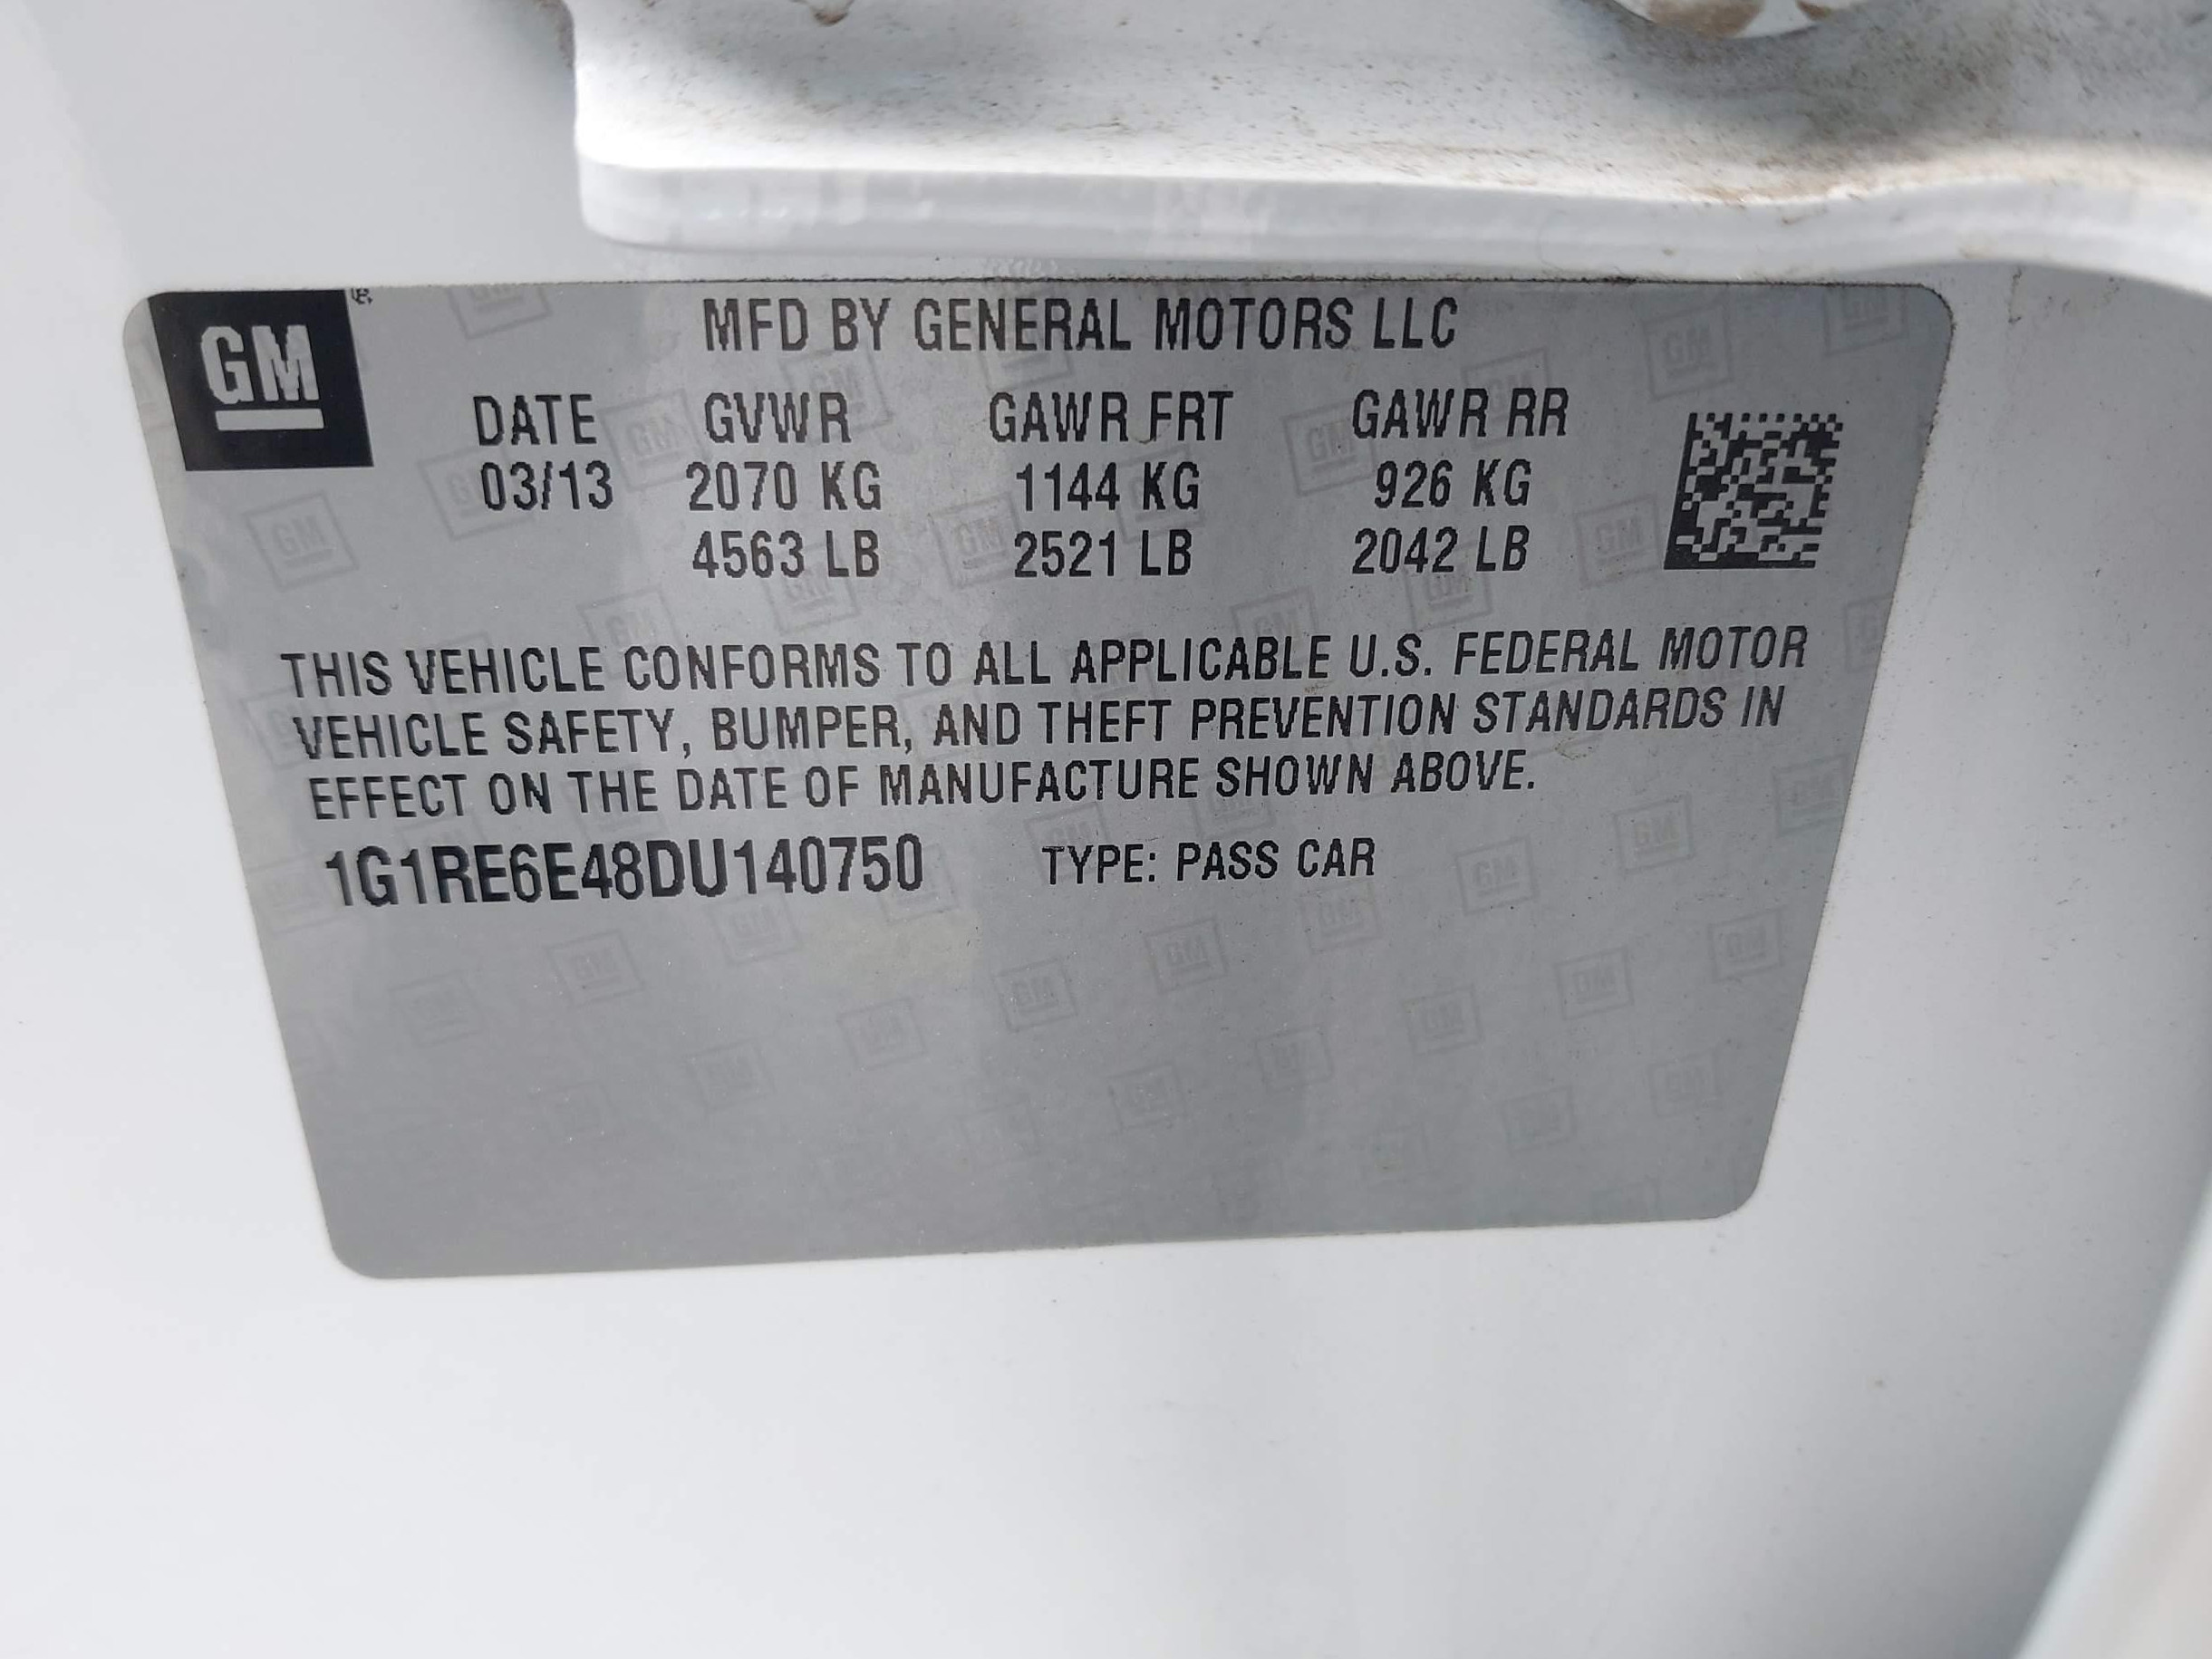 GM
MFD BY GENERAL MOTORS LLC
DATE GVWR GAWR FRT GAWR RR
03/13 2070 KG 1144 KG 926 KG
4563 LB 2521 LB 2042 LB
THIS VEHICLE CONFORMS TO ALL APPLICABLE U.S. FEDERAL MOTOR
VEHICLE SAFETY, BUMPER, AND THEFT PREVENTION STANDARDS IN
EFFECT ON THE DATE OF MANUFACTURE SHOWN ABOVE.
1G1RE6E48DU140750 TYPE: PASS CAR